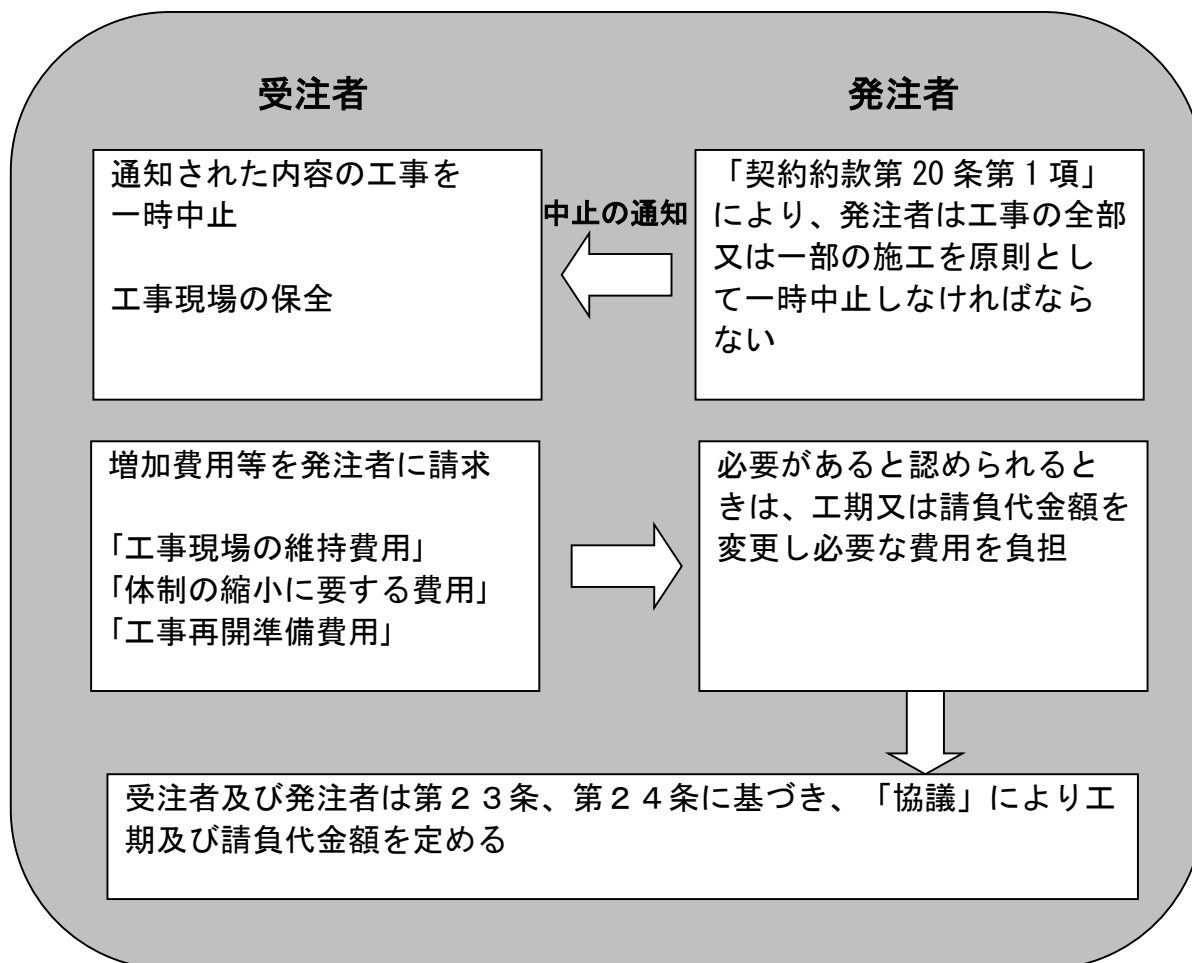 受注者
発注者
「契約約款第 20 条第 1 項」
により、発注者は工事の全部
又は一部の施工を原則とし
て一時中止しなければなら
ない
中止の通知
通知された内容の工事を
一時中止
工事現場の保全
増加費用等を発注者に請求
「工事現場の維持費用」
「体制の縮小に要する費用」
「工事再開準備費用」
必要があると認められると
きは、工期又は請負代金額を
変更し必要な費用を負担
受注者及び発注者は第２３条、第２４条に基づき、「協議」により工
期及び請負代金額を定める